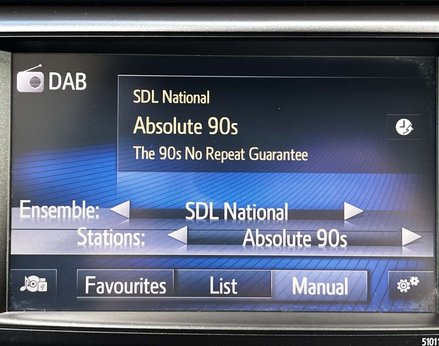 DAB
SDL National
Absolute 90s
The 90s No Repeat Guarantee
Ensemble: SDL National
Stations: Absolute 90s
Favourites List Manual
51011